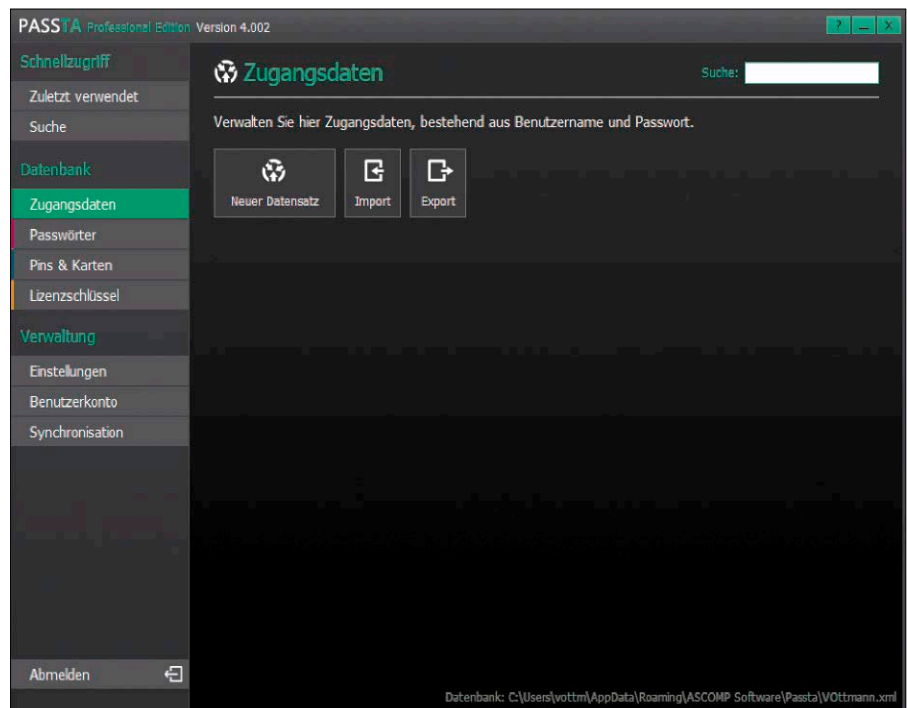 PASSTA Professional Edition Version 4.002
? _ X
Schnellzugriff
Zuletzt verwendet
Suche
Datenbank
Zugangsdaten
Passwörter
Pins & Karten
Lizenzschlüssel
Verwaltung
Einstellungen
Benutzerkonto
Synchronisation
Abmelden
Zugangsdaten
Suche:
Verwalten Sie hier Zugangsdaten, bestehend aus Benutzername und Passwort.
Neuer Datensatz
Import
Export
Datenbank: C:\Users\vottm\AppData\Roaming\ASCOMP Software\Passta\VOttmann.xml